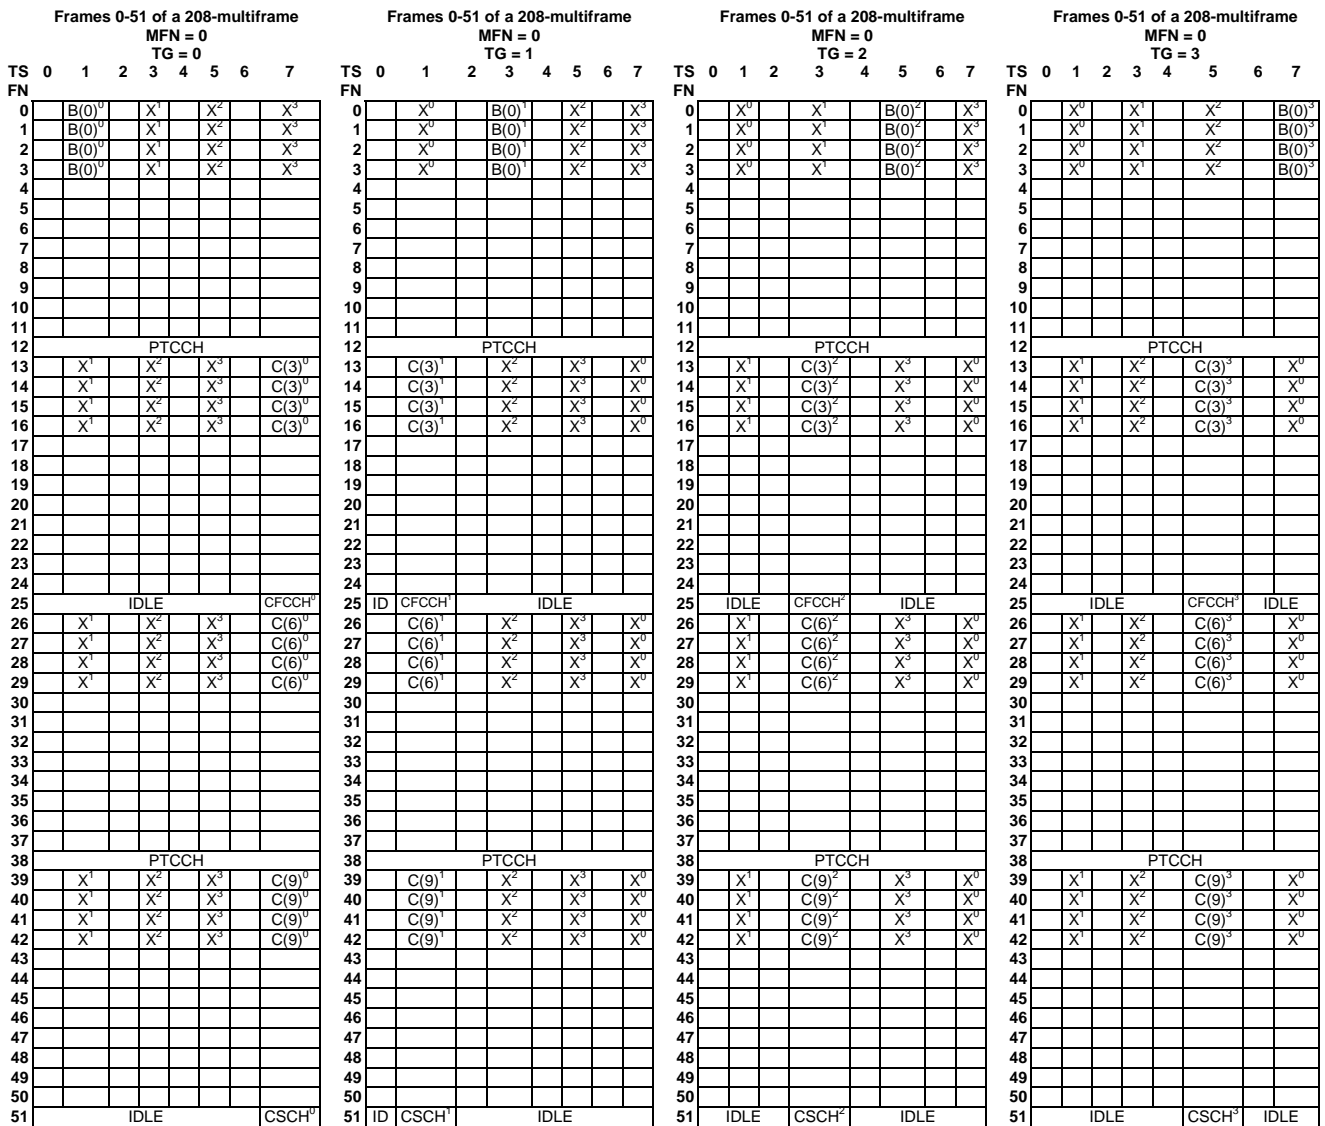 Frames 0-51 of a 208-multiframe Frames 0-51 of a 208-multiframe Frames 0-51 of a 208-multiframe Frames 0-51 of a 208-multiframe
MFN = 0 MFN = 0 MFN = 0 MFN = 0
TG = 0 TG = 1 TG = 2 TG = 3
TS 0 1 2 3 4 5 6 7 TS 0 1 2 3 4 5 6 7 TS 0 1 2 3 4 5 6 7 TS 0 1 2 3 4 5 6 7
FN FN FN FN
0 B(0)⁰ X¹ X² X³ 0 X⁰ B(0)¹ X² X³ 0 X⁰ X¹ B(0)² X³ 0 X⁰ X¹ X² B(0)³
1 B(0)⁰ X¹ X² X³ 1 X⁰ B(0)¹ X² X³ 1 X⁰ X¹ B(0)² X³ 1 X⁰ X¹ X² B(0)³
2 B(0)⁰ X¹ X² X³ 2 X⁰ B(0)¹ X² X³ 2 X⁰ X¹ B(0)² X³ 2 X⁰ X¹ X² B(0)³
3 B(0)⁰ X¹ X² X³ 3 X⁰ B(0)¹ X² X³ 3 X⁰ X¹ B(0)² X³ 3 X⁰ X¹ X² B(0)³
4 4 4 4
5 5 5 5
6 6 6 6
7 7 7 7
8 8 8 8
9 9 9 9
10 10 10 10
11 11 11 11
12 PTCCH 12 PTCCH 12 PTCCH 12 PTCCH
13 X¹ X² X³ C(3)⁰ 13 C(3)¹ X² X³ X⁰ 13 X¹ C(3)² X³ X⁰ 13 X¹ X² C(3)³ X⁰
14 X¹ X² X³ C(3)⁰ 14 C(3)¹ X² X³ X⁰ 14 X¹ C(3)² X³ X⁰ 14 X¹ X² C(3)³ X⁰
15 X¹ X² X³ C(3)⁰ 15 C(3)¹ X² X³ X⁰ 15 X¹ C(3)² X³ X⁰ 15 X¹ X² C(3)³ X⁰
16 X¹ X² X³ C(3)⁰ 16 C(3)¹ X² X³ X⁰ 16 X¹ C(3)² X³ X⁰ 16 X¹ X² C(3)³ X⁰
17 17 17 17
18 18 18 18
19 19 19 19
20 20 20 20
21 21 21 21
22 22 22 22
23 23 23 23
24 24 24 24
25 IDLE CFCCH⁰ 25 ID CFCCH¹ IDLE 25 IDLE CFCCH² IDLE 25 IDLE CFCCH³ IDLE
26 X¹ X² X³ C(6)⁰ 26 C(6)¹ X² X³ X⁰ 26 X¹ C(6)² X³ X⁰ 26 X¹ X² C(6)³ X⁰
27 X¹ X² X³ C(6)⁰ 27 C(6)¹ X² X³ X⁰ 27 X¹ C(6)² X³ X⁰ 27 X¹ X² C(6)³ X⁰
28 X¹ X² X³ C(6)⁰ 28 C(6)¹ X² X³ X⁰ 28 X¹ C(6)² X³ X⁰ 28 X¹ X² C(6)³ X⁰
29 X¹ X² X³ C(6)⁰ 29 C(6)¹ X² X³ X⁰ 29 X¹ C(6)² X³ X⁰ 29 X¹ X² C(6)³ X⁰
30 30 30 30
31 31 31 31
32 32 32 32
33 33 33 33
34 34 34 34
35 35 35 35
36 36 36 36
37 37 37 37
38 PTCCH 38 PTCCH 38 PTCCH 38 PTCCH
39 X¹ X² X³ C(9)⁰ 39 C(9)¹ X² X³ X⁰ 39 X¹ C(9)² X³ X⁰ 39 X¹ X² C(9)³ X⁰
40 X¹ X² X³ C(9)⁰ 40 C(9)¹ X² X³ X⁰ 40 X¹ C(9)² X³ X⁰ 40 X¹ X² C(9)³ X⁰
41 X¹ X² X³ C(9)⁰ 41 C(9)¹ X² X³ X⁰ 41 X¹ C(9)² X³ X⁰ 41 X¹ X² C(9)³ X⁰
42 X¹ X² X³ C(9)⁰ 42 C(9)¹ X² X³ X⁰ 42 X¹ C(9)² X³ X⁰ 42 X¹ X² C(9)³ X⁰
43 43 43 43
44 44 44 44
45 45 45 45
46 46 46 46
47 47 47 47
48 48 48 48
49 49 49 49
50 50 50 50
51 IDLE CSCH⁰ 51 ID CSCH¹ IDLE 51 IDLE CSCH² IDLE 51 IDLE CSCH³ IDLE